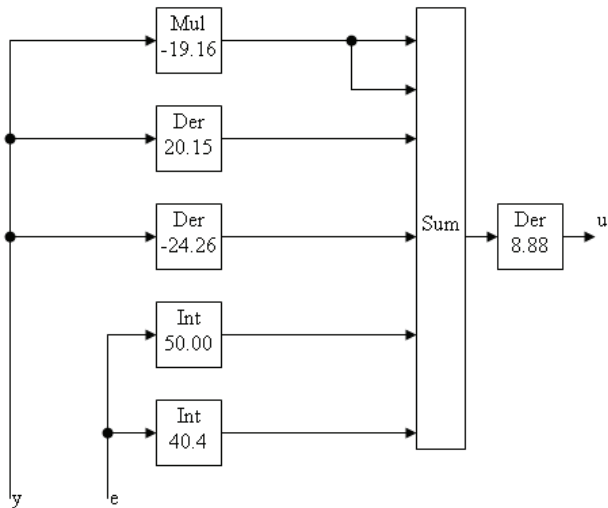 Mul
-19.16
Der
20.15
Der
-24.26
Sum
Der
8.88
u
Int
50.00
Int
40.4
y
e